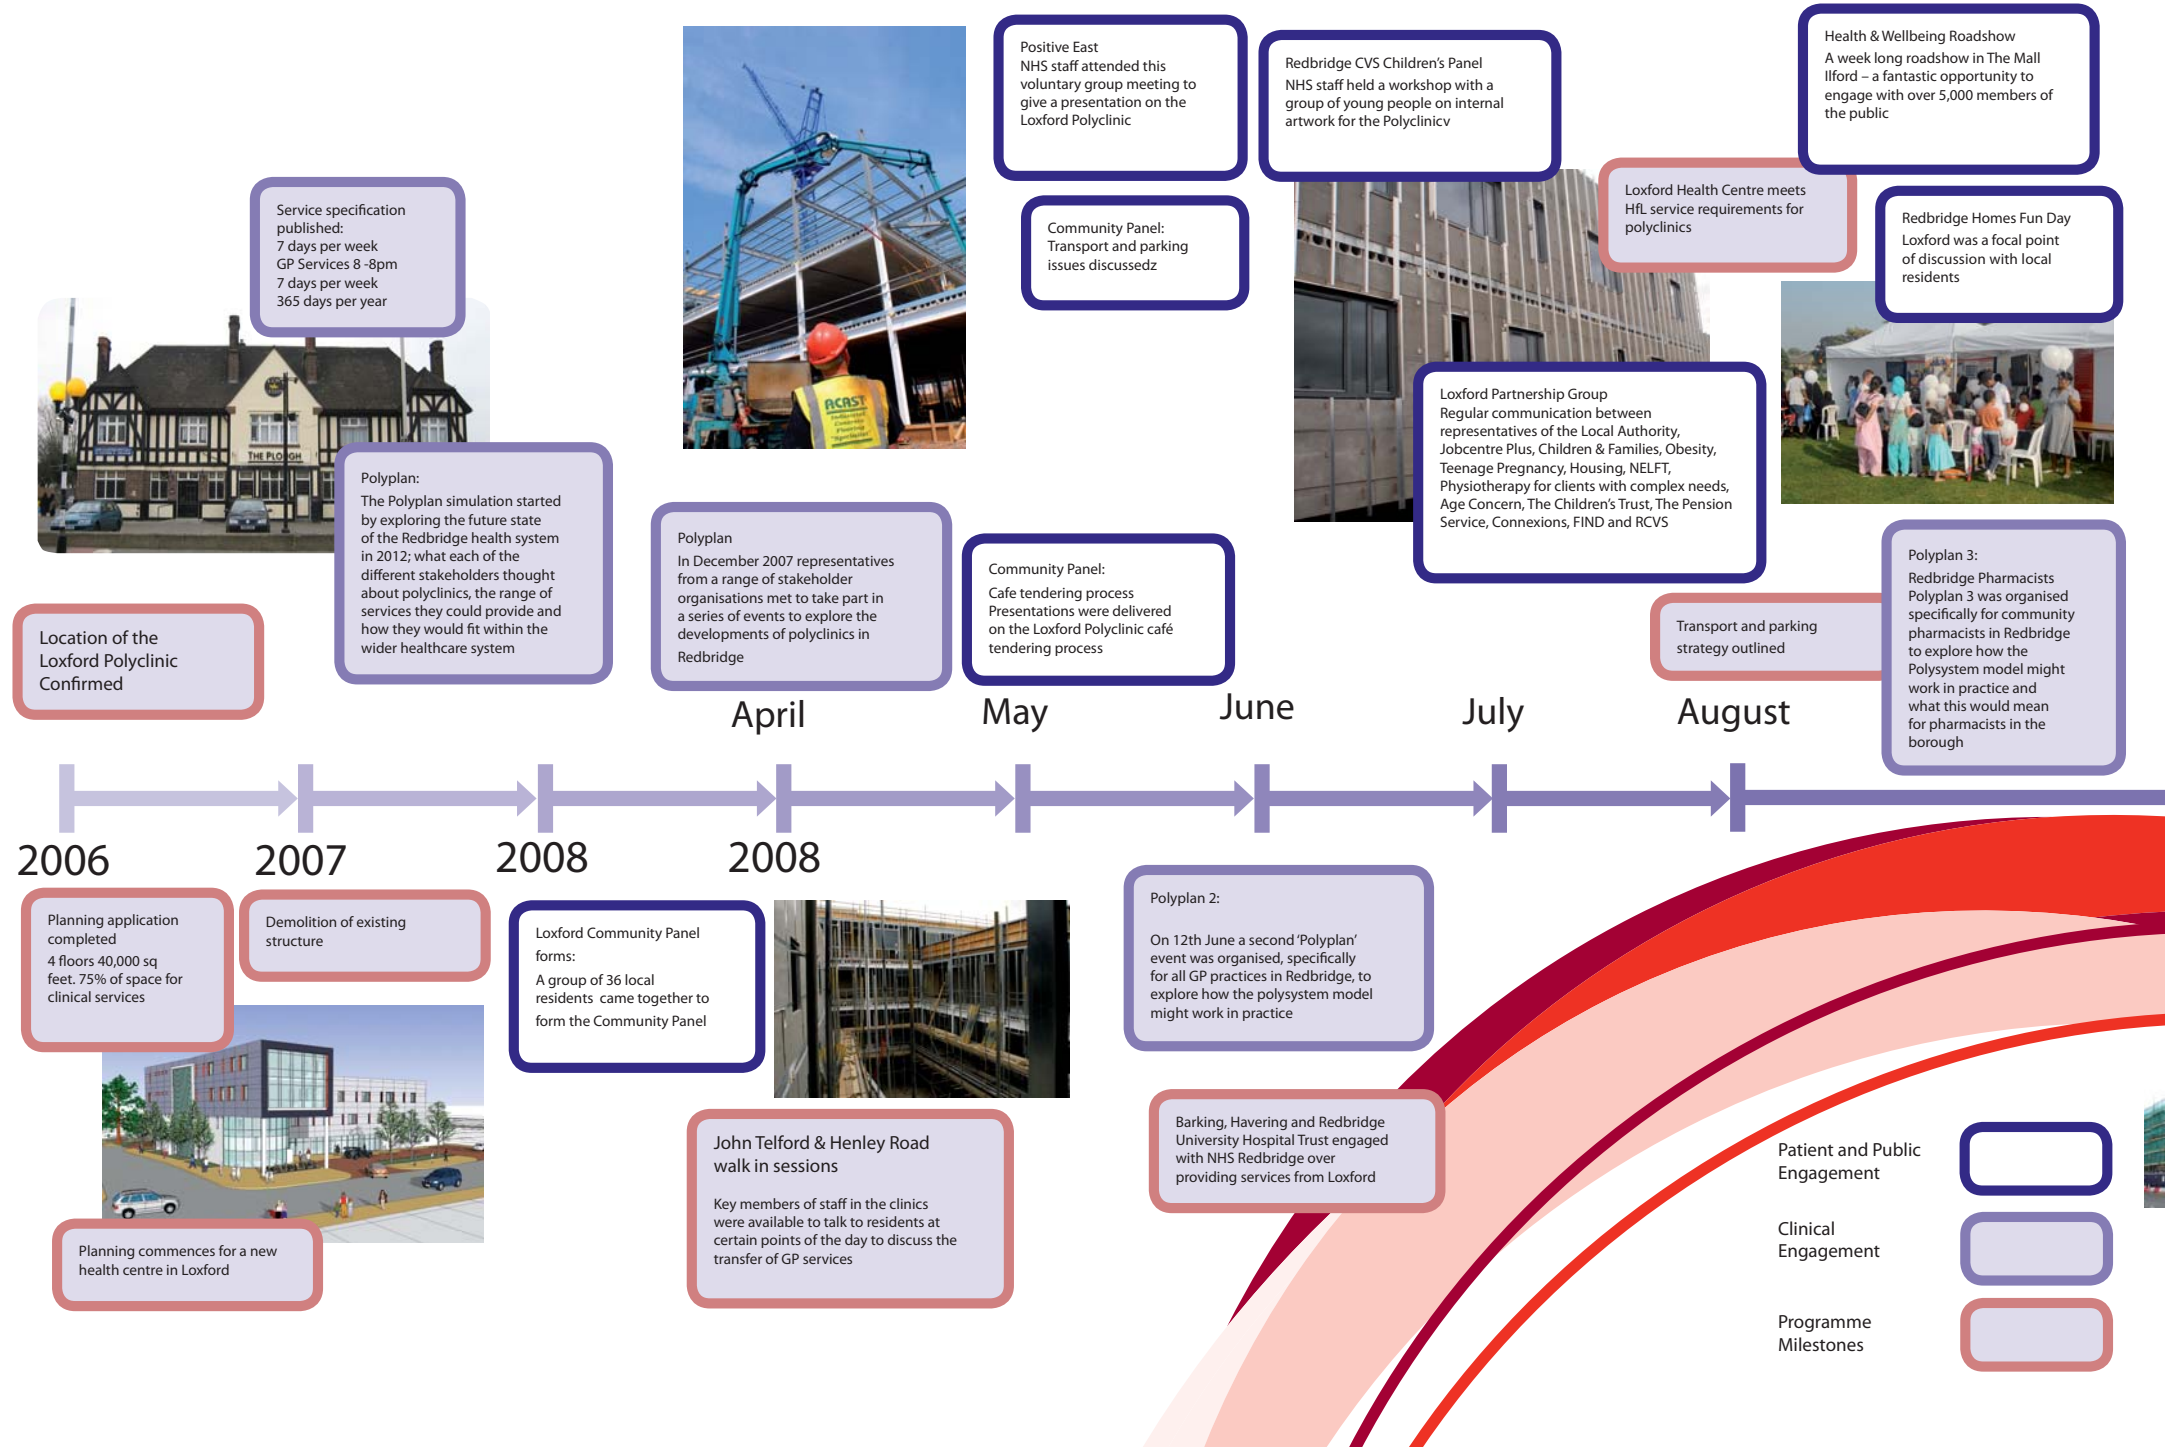 Positive East
NHS staff attended this
voluntary group meeting to
give a presentation on the
Loxford Polyclinic
Redbridge CVS Children’s Panel
NHS staff held a workshop with a
group of young people on internal
artwork for the Polyclinicv
Health & Wellbeing Roadshow
A week long roadshow in The Mall
Ilford – a fantastic opportunity to
engage with over 5,000 members of
the public
Service specification
published:
7 days per week
GP Services 8 -8pm
7 days per week
365 days per year
Community Panel:
Transport and parking
issues discussedz
Loxford Health Centre meets
HfL service requirements for
polyclinics
Redbridge Homes Fun Day
Loxford was a focal point
of discussion with local
residents
THE PLOUGH
ACAST
Industrial
Concrete
Flooring
Specialist
Polyplan:
The Polyplan simulation started
by exploring the future state
of the Redbridge health system
in 2012; what each of the
different stakeholders thought
about polyclinics, the range of
services they could provide and
how they would fit within the
wider healthcare system
Loxford Partnership Group
Regular communication between
representatives of the Local Authority,
Jobcentre Plus, Children & Families, Obesity,
Teenage Pregnancy, Housing, NELFT,
Physiotherapy for clients with complex needs,
Age Concern, The Children’s Trust, The Pension
Service, Connexions, FIND and RCVS
Location of the
Loxford Polyclinic
Confirmed
Polyplan
In December 2007 representatives
from a range of stakeholder
organisations met to take part in
a series of events to explore the
developments of polyclinics in
Redbridge
Community Panel:
Cafe tendering process
Presentations were delivered
on the Loxford Polyclinic café
tendering process
Transport and parking
strategy outlined
Polyplan 3:
Redbridge Pharmacists
Polyplan 3 was organised
specifically for community
pharmacists in Redbridge
to explore how the
Polysystem model might
work in practice and
what this would mean
for pharmacists in the
borough
April
May
June
July
August
2006
2007
2008
2008
Planning application
completed
4 floors 40,000 sq
feet. 75% of space for
clinical services
Demolition of existing
structure
Loxford Community Panel
forms:
A group of 36 local
residents came together to
form the Community Panel
Polyplan 2:
On 12th June a second ‘Polyplan’
event was organised, specifically
for all GP practices in Redbridge, to
explore how the polysystem model
might work in practice
Planning commences for a new
health centre in Loxford
John Telford & Henley Road
walk in sessions
Key members of staff in the clinics
were available to talk to residents at
certain points of the day to discuss the
transfer of GP services
Barking, Havering and Redbridge
University Hospital Trust engaged
with NHS Redbridge over
providing services from Loxford
Patient and Public
Engagement
Clinical
Engagement
Programme
Milestones